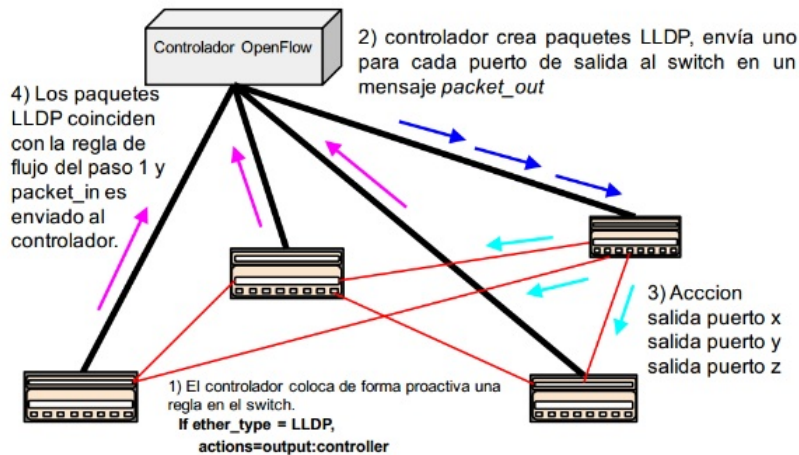 Controlador OpenFlow
2) controlador crea paquetes LLDP, envía uno
para cada puerto de salida al switch en un
mensaje packet_out
4) Los paquetes
LLDP coinciden
con la regla de
flujo del paso 1 y
packet_in es
enviado al
controlador.
3) Acccion
salida puerto x
salida puerto y
salida puerto z
1) El controlador coloca de forma proactiva una
regla en el switch.
If ether_type = LLDP,
actions=output:controller